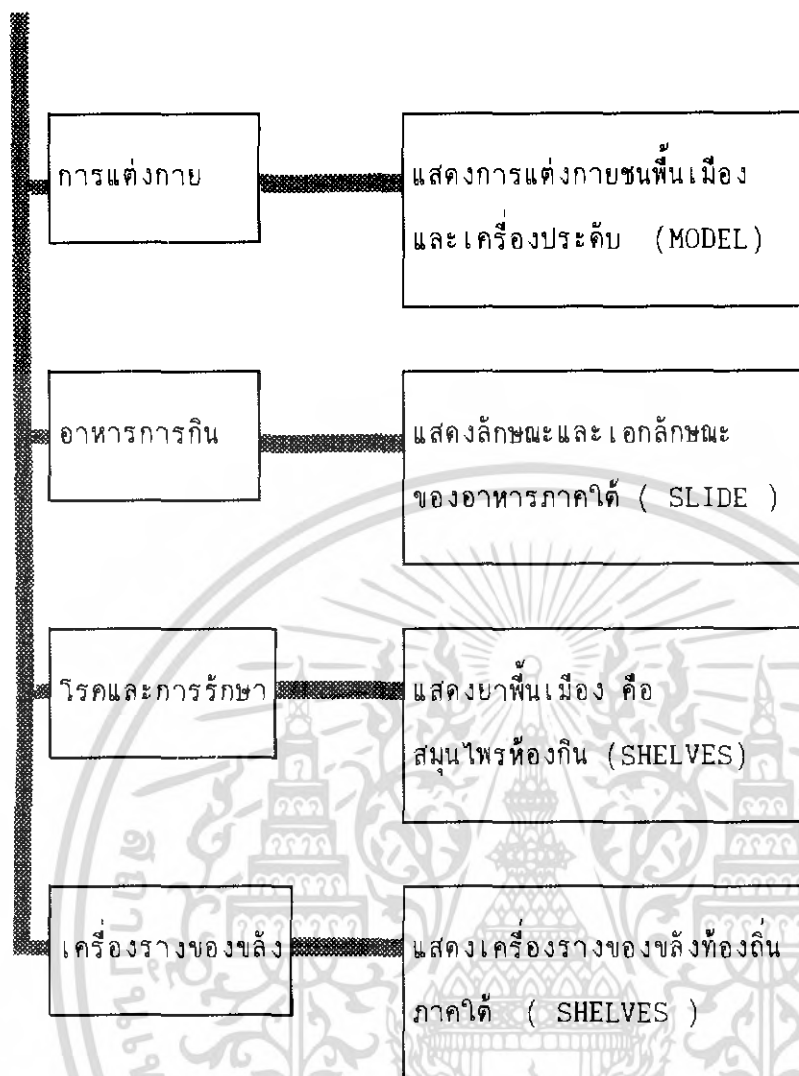 การแต่งกาย
แสดงการแต่งกายชนพื้นเมือง
และเครื่องประดับ (MODEL)
อาหารการกิน
แสดงลักษณะและเอกลักษณะ
ของอาหารภาคใต้ ( SLIDE )
โรคและการรักษา
แสดงยาพื้นเมือง คือ
สมุนไพรห้องกิน (SHELVES)
เครื่องรางของขลัง
แสดงเครื่องรางของขลังท้องถิ่น
ภาคใต้ ( SHELVES )